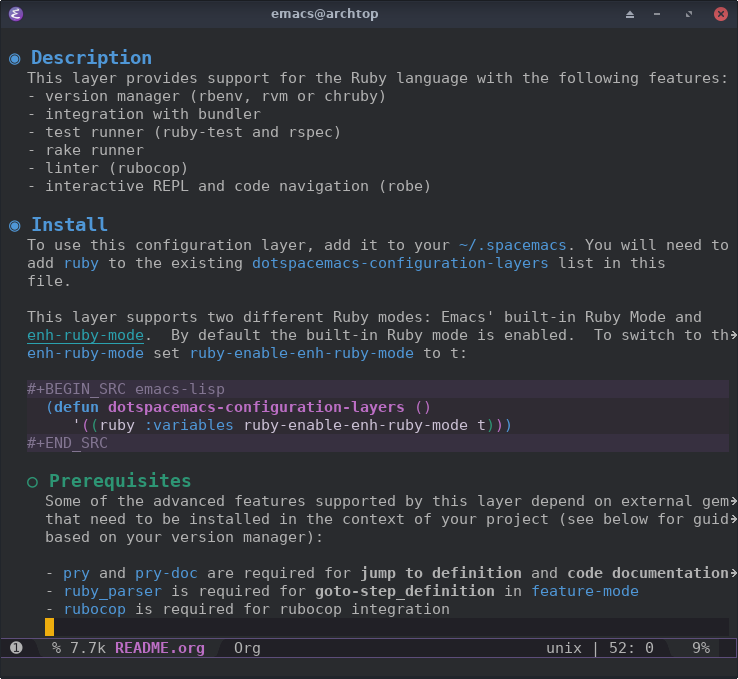 emacs@archtop
◉ Description
This layer provides support for the Ruby language with the following features:
- version manager (rbenv, rvm or chruby)
- integration with bundler
- test runner (ruby-test and rspec)
- rake runner
- linter (rubocop)
- interactive REPL and code navigation (robe)
◉ Install
To use this configuration layer, add it to your ~/.spacemacs. You will need to
add ruby to the existing dotspacemacs-configuration-layers list in this
file.
This layer supports two different Ruby modes: Emacs' built-in Ruby Mode and
enh-ruby-mode.  By default the built-in Ruby mode is enabled.  To switch to th
enh-ruby-mode set ruby-enable-enh-ruby-mode to t:
#+BEGIN_SRC emacs-lisp
(defun dotspacemacs-configuration-layers ()
'((ruby :variables ruby-enable-enh-ruby-mode t)))
#+END_SRC
○ Prerequisites
Some of the advanced features supported by this layer depend on external gem
that need to be installed in the context of your project (see below for guid
based on your version manager):
- pry and pry-doc are required for jump to definition and code documentation
- ruby_parser is required for goto-step_definition in feature-mode
- rubocop is required for rubocop integration
❶ % 7.7k README.org Org unix | 52: 0 9%